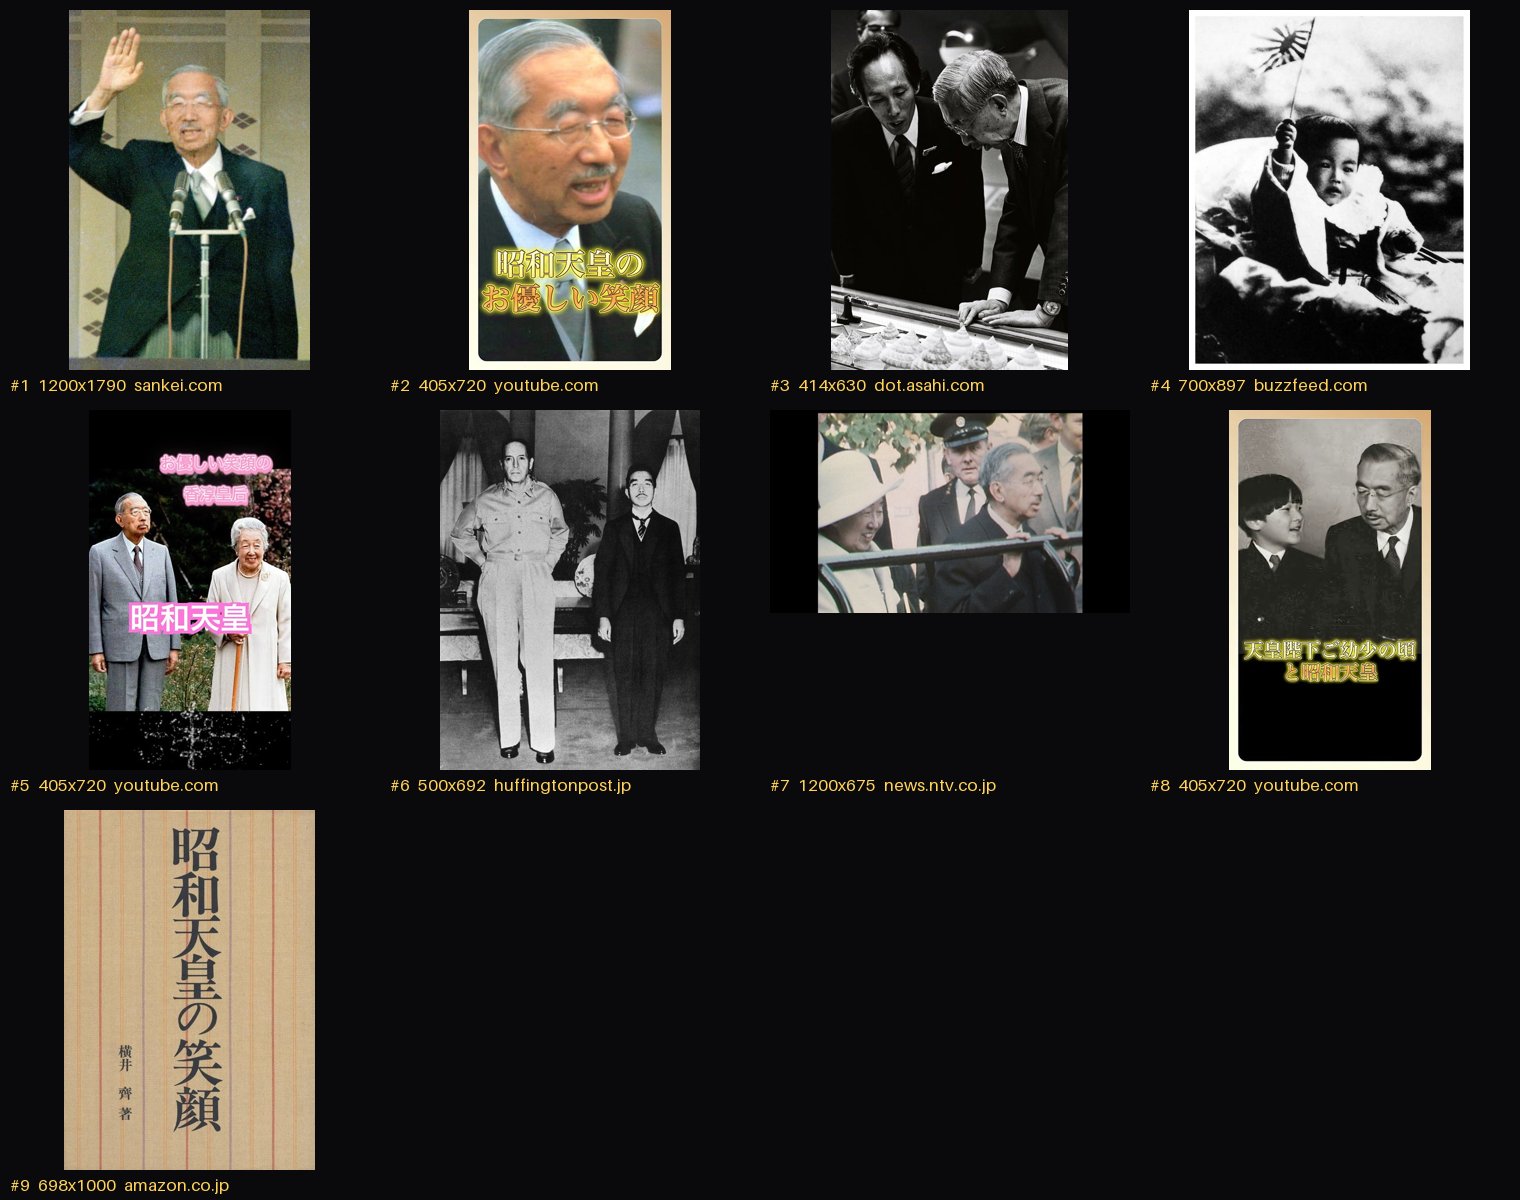 昭和天皇の
お優しい笑顔
#1 1200x1790 sankei.com
#2 405x720 youtube.com
#3 414x630 dot.asahi.com
#4 700x897 buzzfeed.com
お優しい笑顔の
香淳皇后
昭和天皇
天皇陛下ご幼少の頃
と昭和天皇
#5 405x720 youtube.com
#6 500x692 huffingtonpost.jp
#7 1200x675 news.ntv.co.jp
#8 405x720 youtube.com
昭和天皇の笑顔
横井 齊 著
#9 698x1000 amazon.co.jp